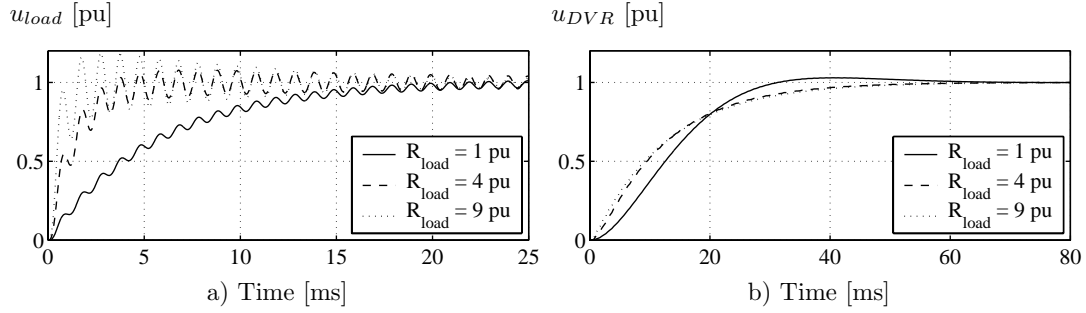 u_load [pu]
1
0.5
0
0 5 10 15 20 25
R_load = 1 pu
R_load = 4 pu
R_load = 9 pu
a) Time [ms]
u_DVR [pu]
1
0.5
0
0 20 40 60 80
R_load = 1 pu
R_load = 4 pu
R_load = 9 pu
b) Time [ms]